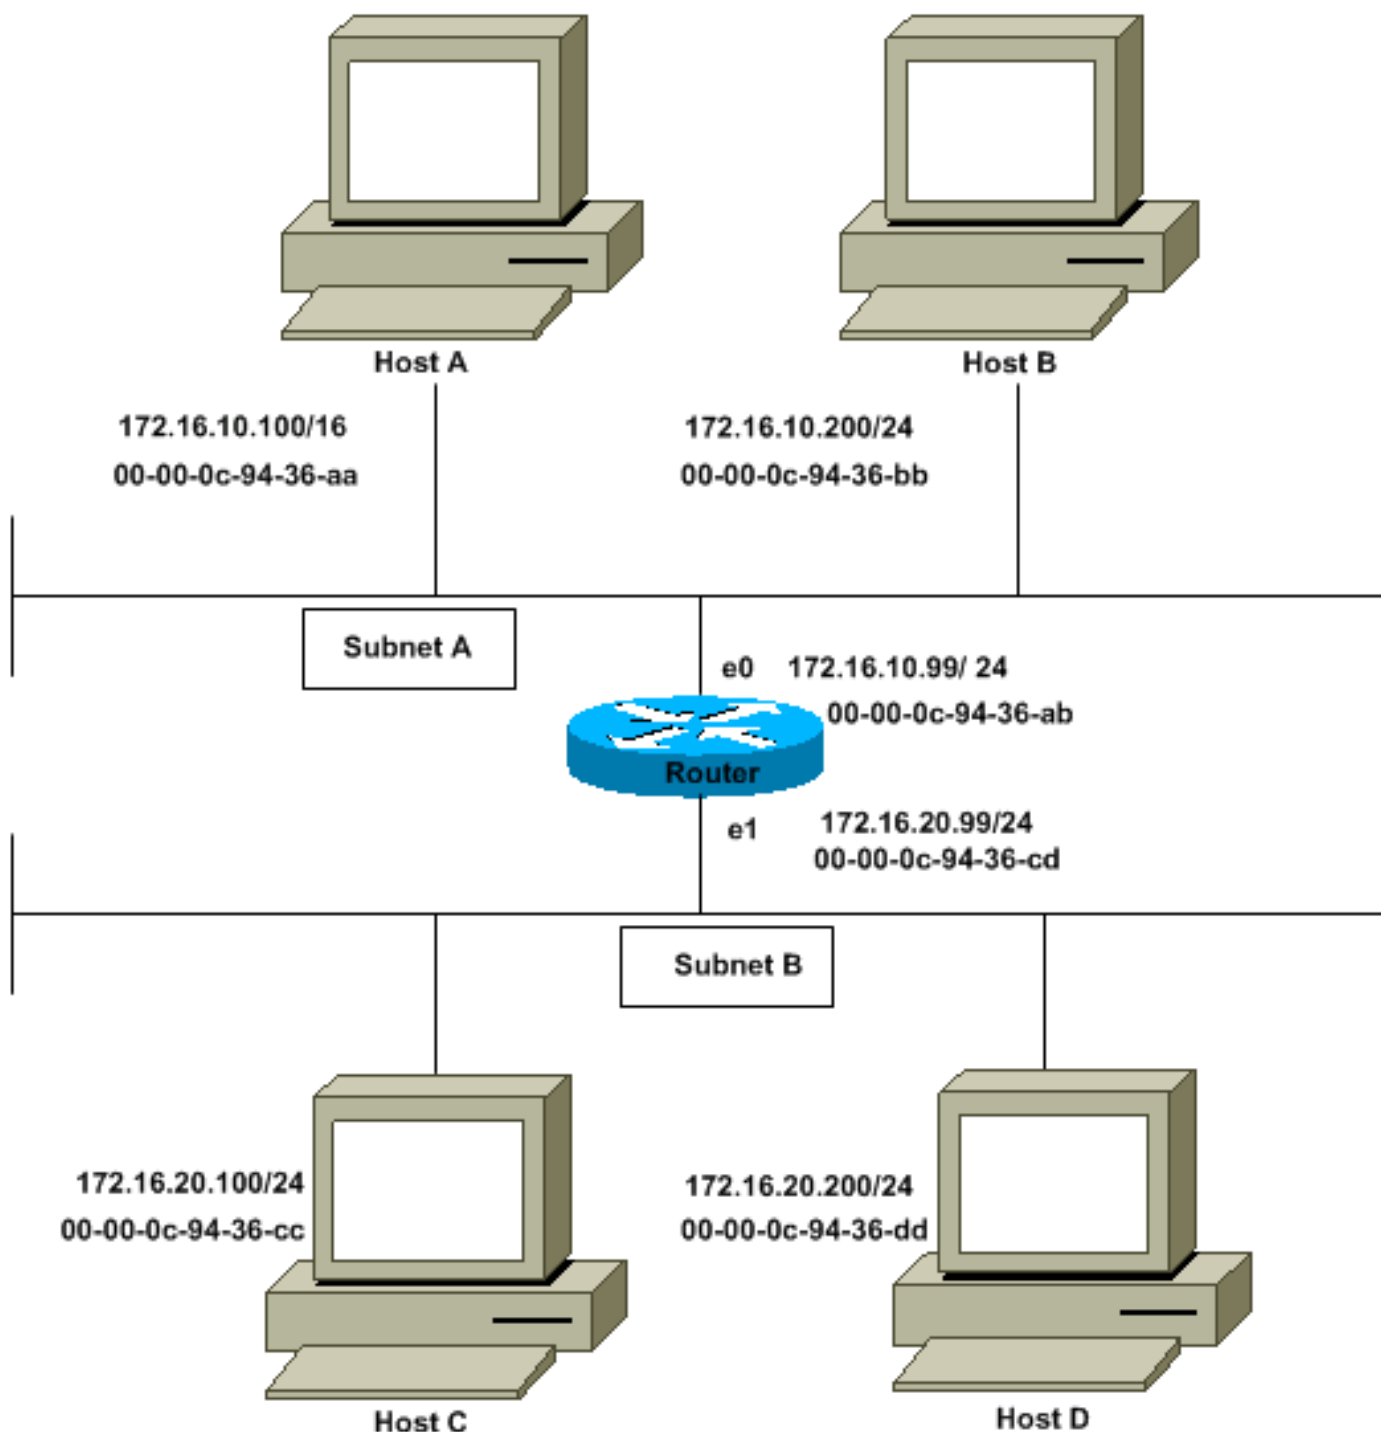 Host A
Host B
172.16.10.100/16
00-00-0c-94-36-aa
172.16.10.200/24
00-00-0c-94-36-bb
Subnet A
e0
172.16.10.99/ 24
00-00-0c-94-36-ab
Router
e1
172.16.20.99/24
00-00-0c-94-36-cd
Subnet B
172.16.20.100/24
00-00-0c-94-36-cc
172.16.20.200/24
00-00-0c-94-36-dd
Host C
Host D